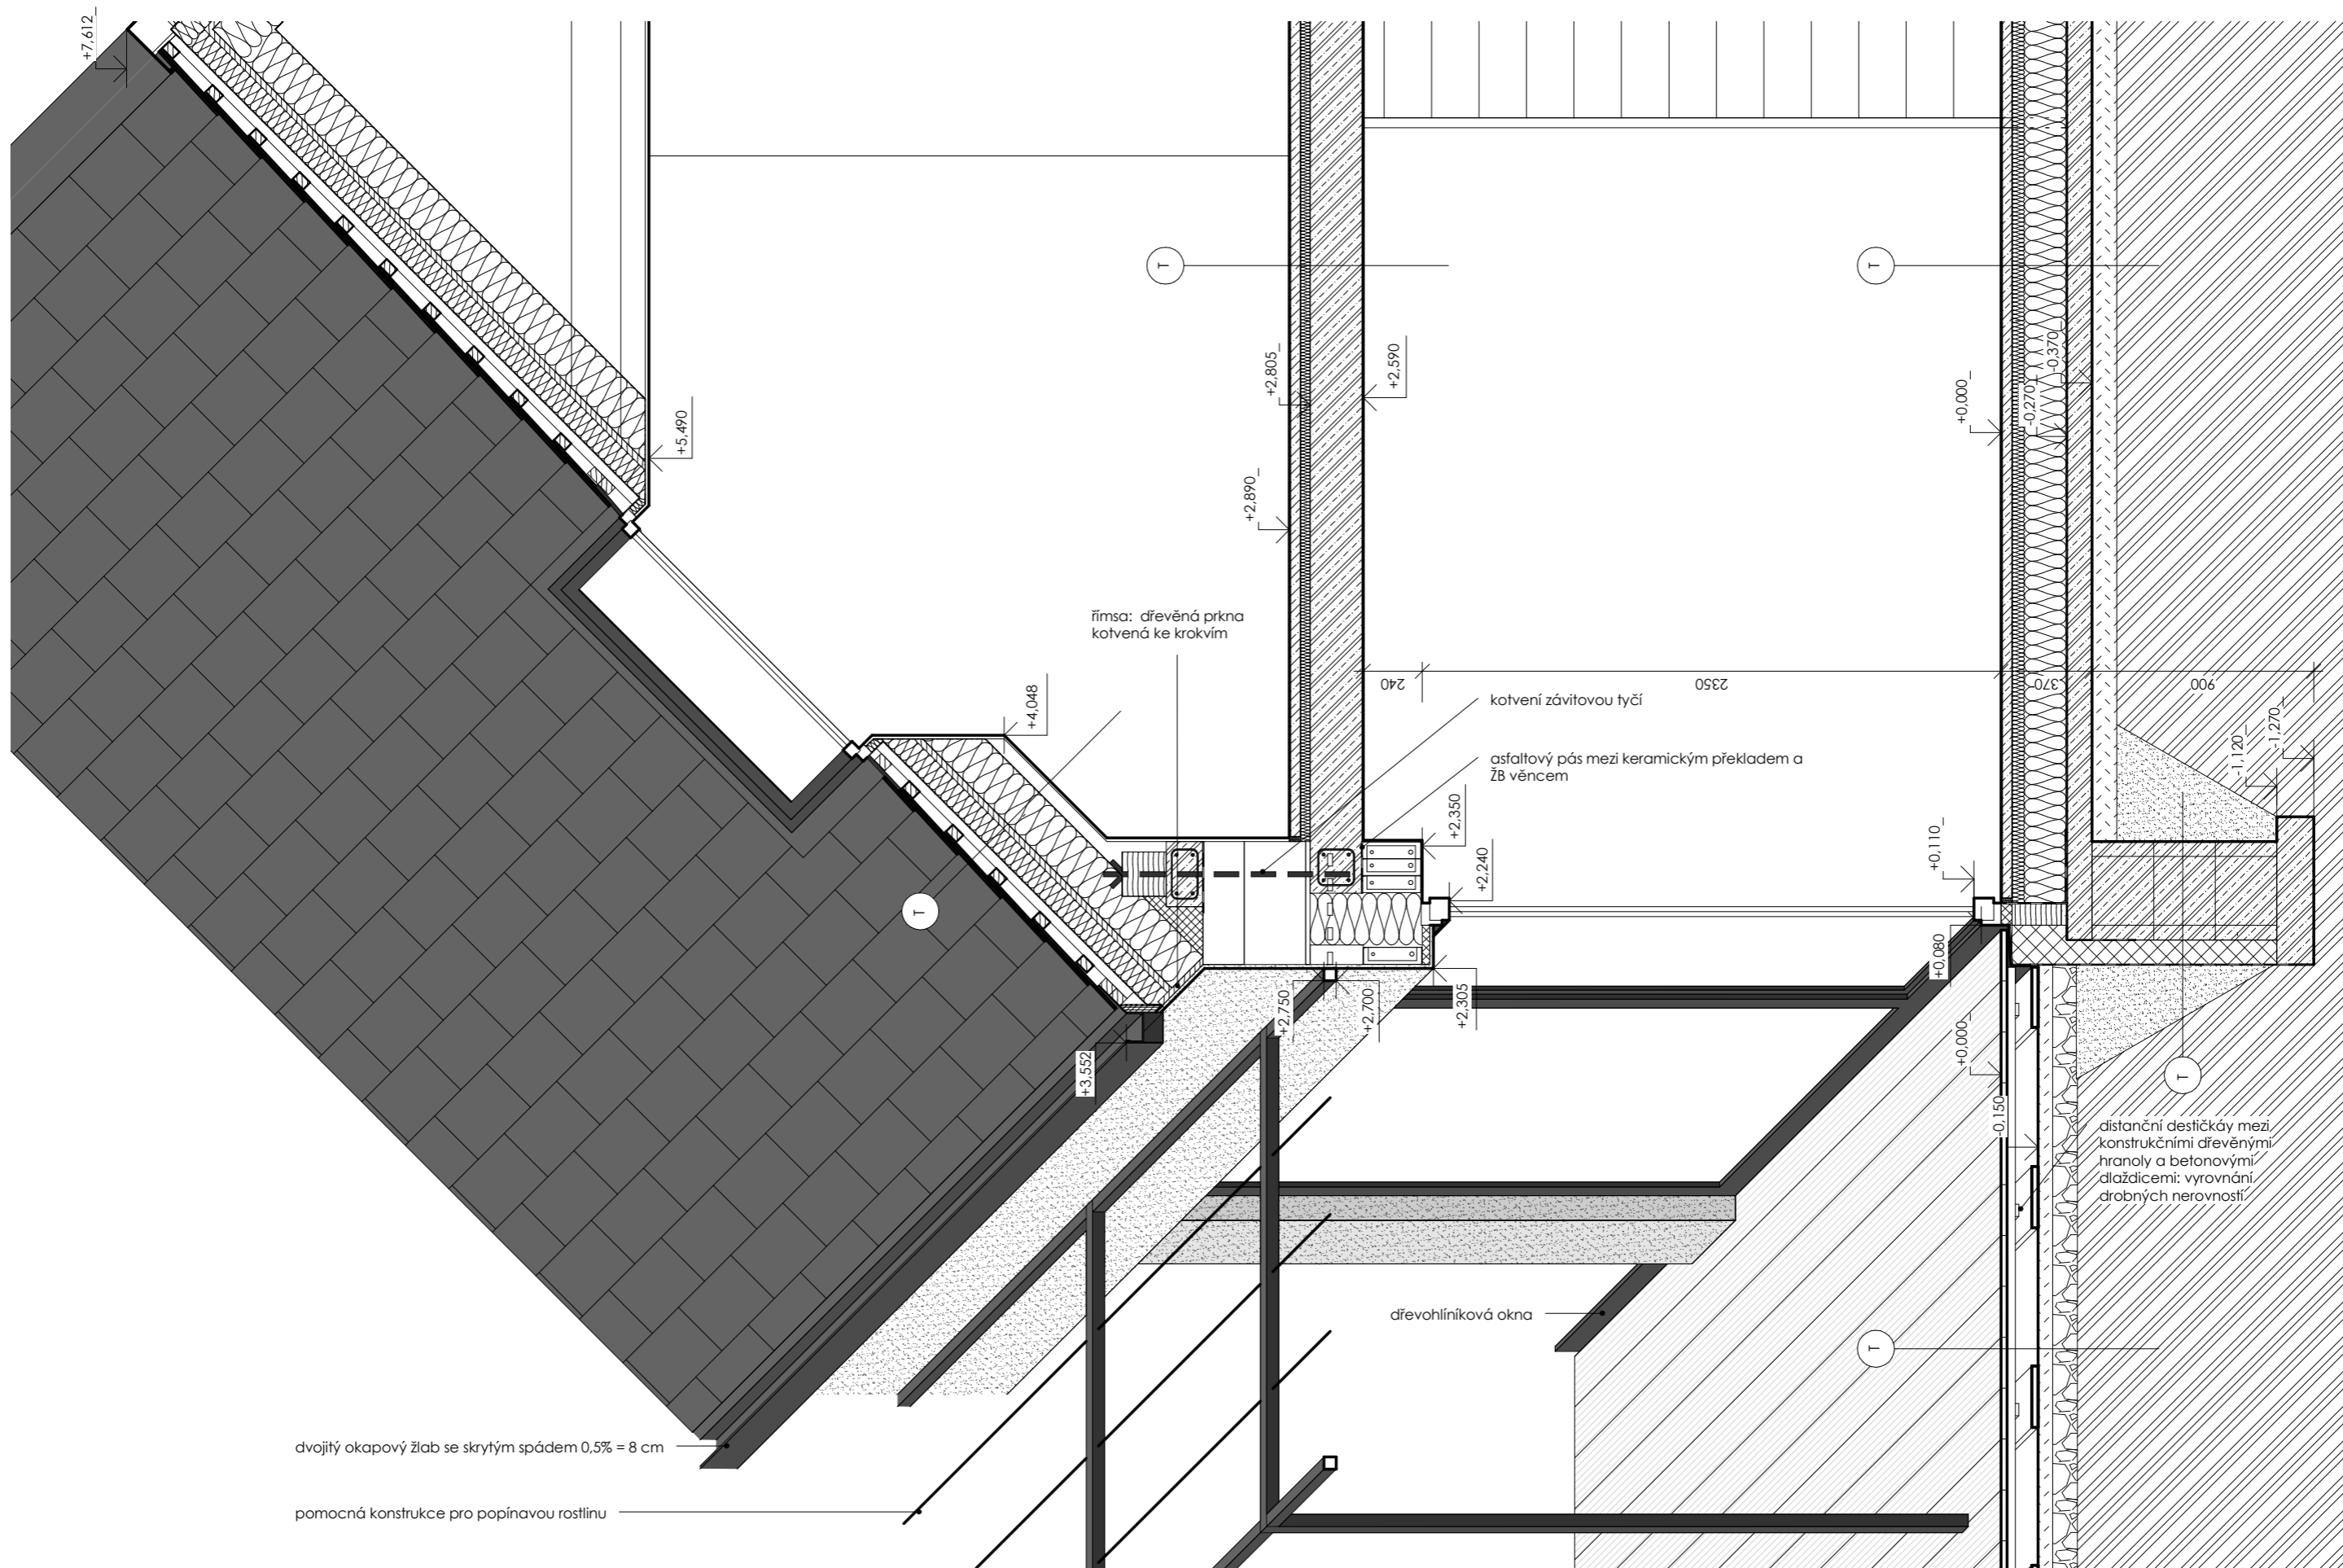 +7,612
+5,490
+2,805
+2,590
+2,890
+0,000
-0,270
-0,370
T
T
římsa: dřevěná prkna
kotvená ke krokvím
+4,048
240
2350
370
900
kotvení závitovou tyčí
asfaltový pás mezi keramickým překladem a
ŽB věncem
-1,120
-1,270
+2,350
+2,240
+0,110
T
+0,080
+2,750
+2,700
+2,305
+3,552
+0,000
-0,150
T
distanční destičkáy mezi
konstrukčními dřevěnými
hranoly a betonovými
dlaždicemi: vyrovnání
drobných nerovností
dřevohliníková okna
T
dvojitý okapový žlab se skrytým spádem 0,5% = 8 cm
pomocná konstrukce pro popínavou rostlinu